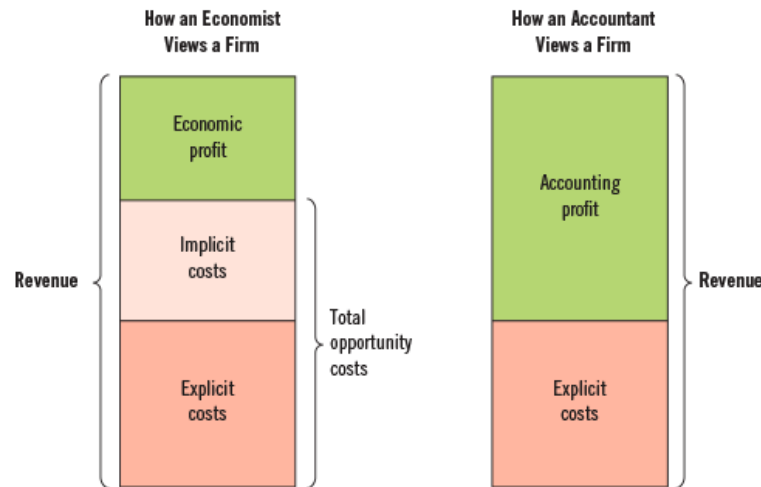 How an Economist
Views a Firm
How an Accountant
Views a Firm
Economic
profit
Implicit
costs
Explicit
costs
Revenue
Total
opportunity
costs
Accounting
profit
Explicit
costs
Revenue